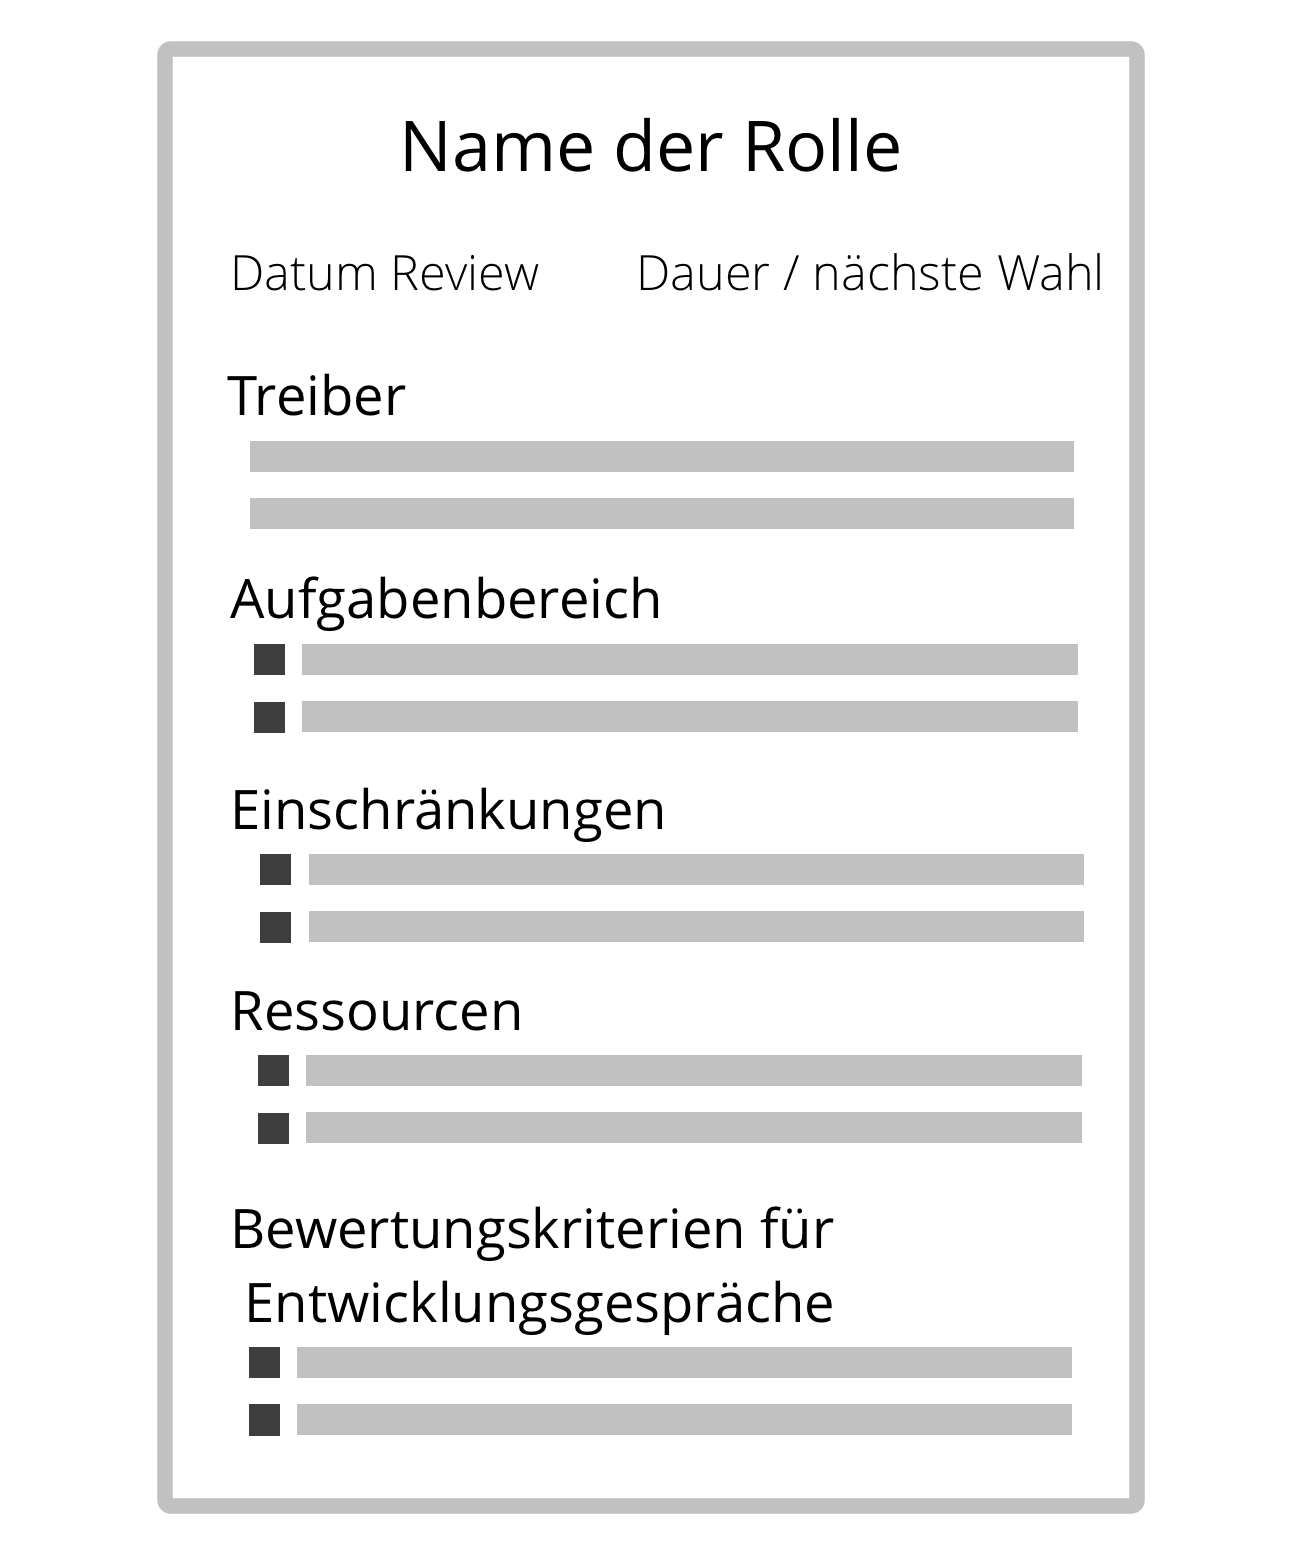 Name der Rolle
Datum Review Dauer / nächste Wahl
Treiber
Aufgabenbereich
Einschränkungen
Ressourcen
Bewertungskriterien für
Entwicklungsgespräche